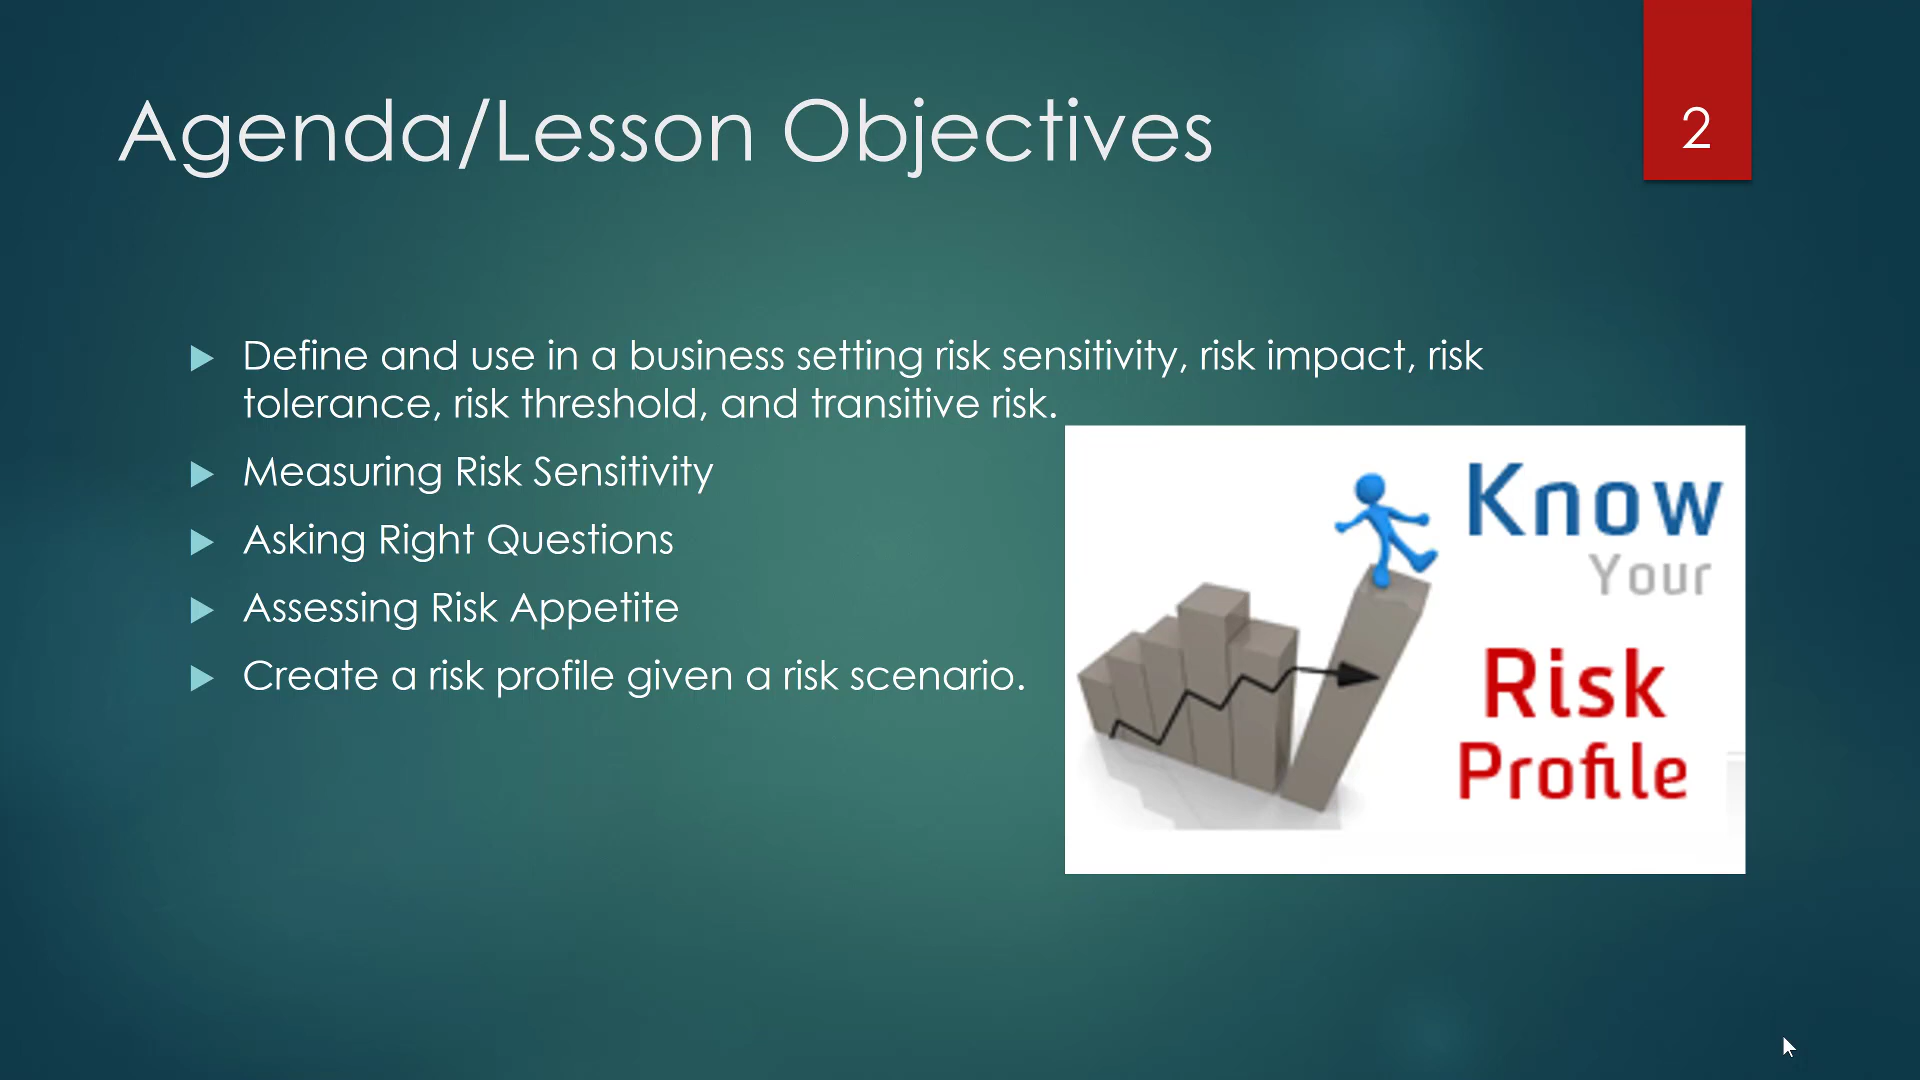 Agenda/Lesson Objectives
2
Define and use in a business setting risk sensitivity, risk impact, risk
tolerance, risk threshold, and transitive risk.
Measuring Risk Sensitivity
Asking Right Questions
Assessing Risk Appetite
Create a risk profile given a risk scenario.
Know
Your
Risk
Profile